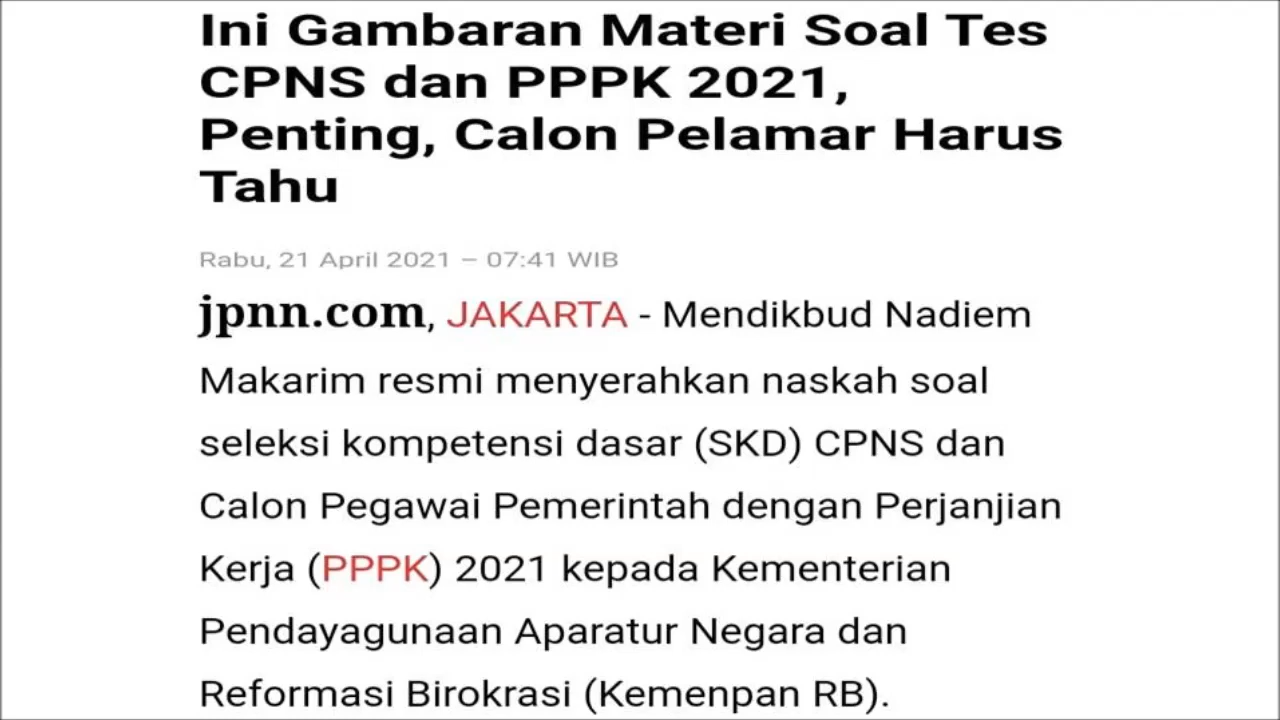 Ini Gambaran Materi Soal Tes
CPNS dan PPPK 2021,
Penting, Calon Pelamar Harus
Tahu
Rabu, 21 April 2021 – 07:41 WIB
jpnn.com, JAKARTA - Mendikbud Nadiem
Makarim resmi menyerahkan naskah soal
seleksi kompetensi dasar (SKD) CPNS dan
Calon Pegawai Pemerintah dengan Perjanjian
Kerja (PPPK) 2021 kepada Kementerian
Pendayagunaan Aparatur Negara dan
Reformasi Birokrasi (Kemenpan RB).